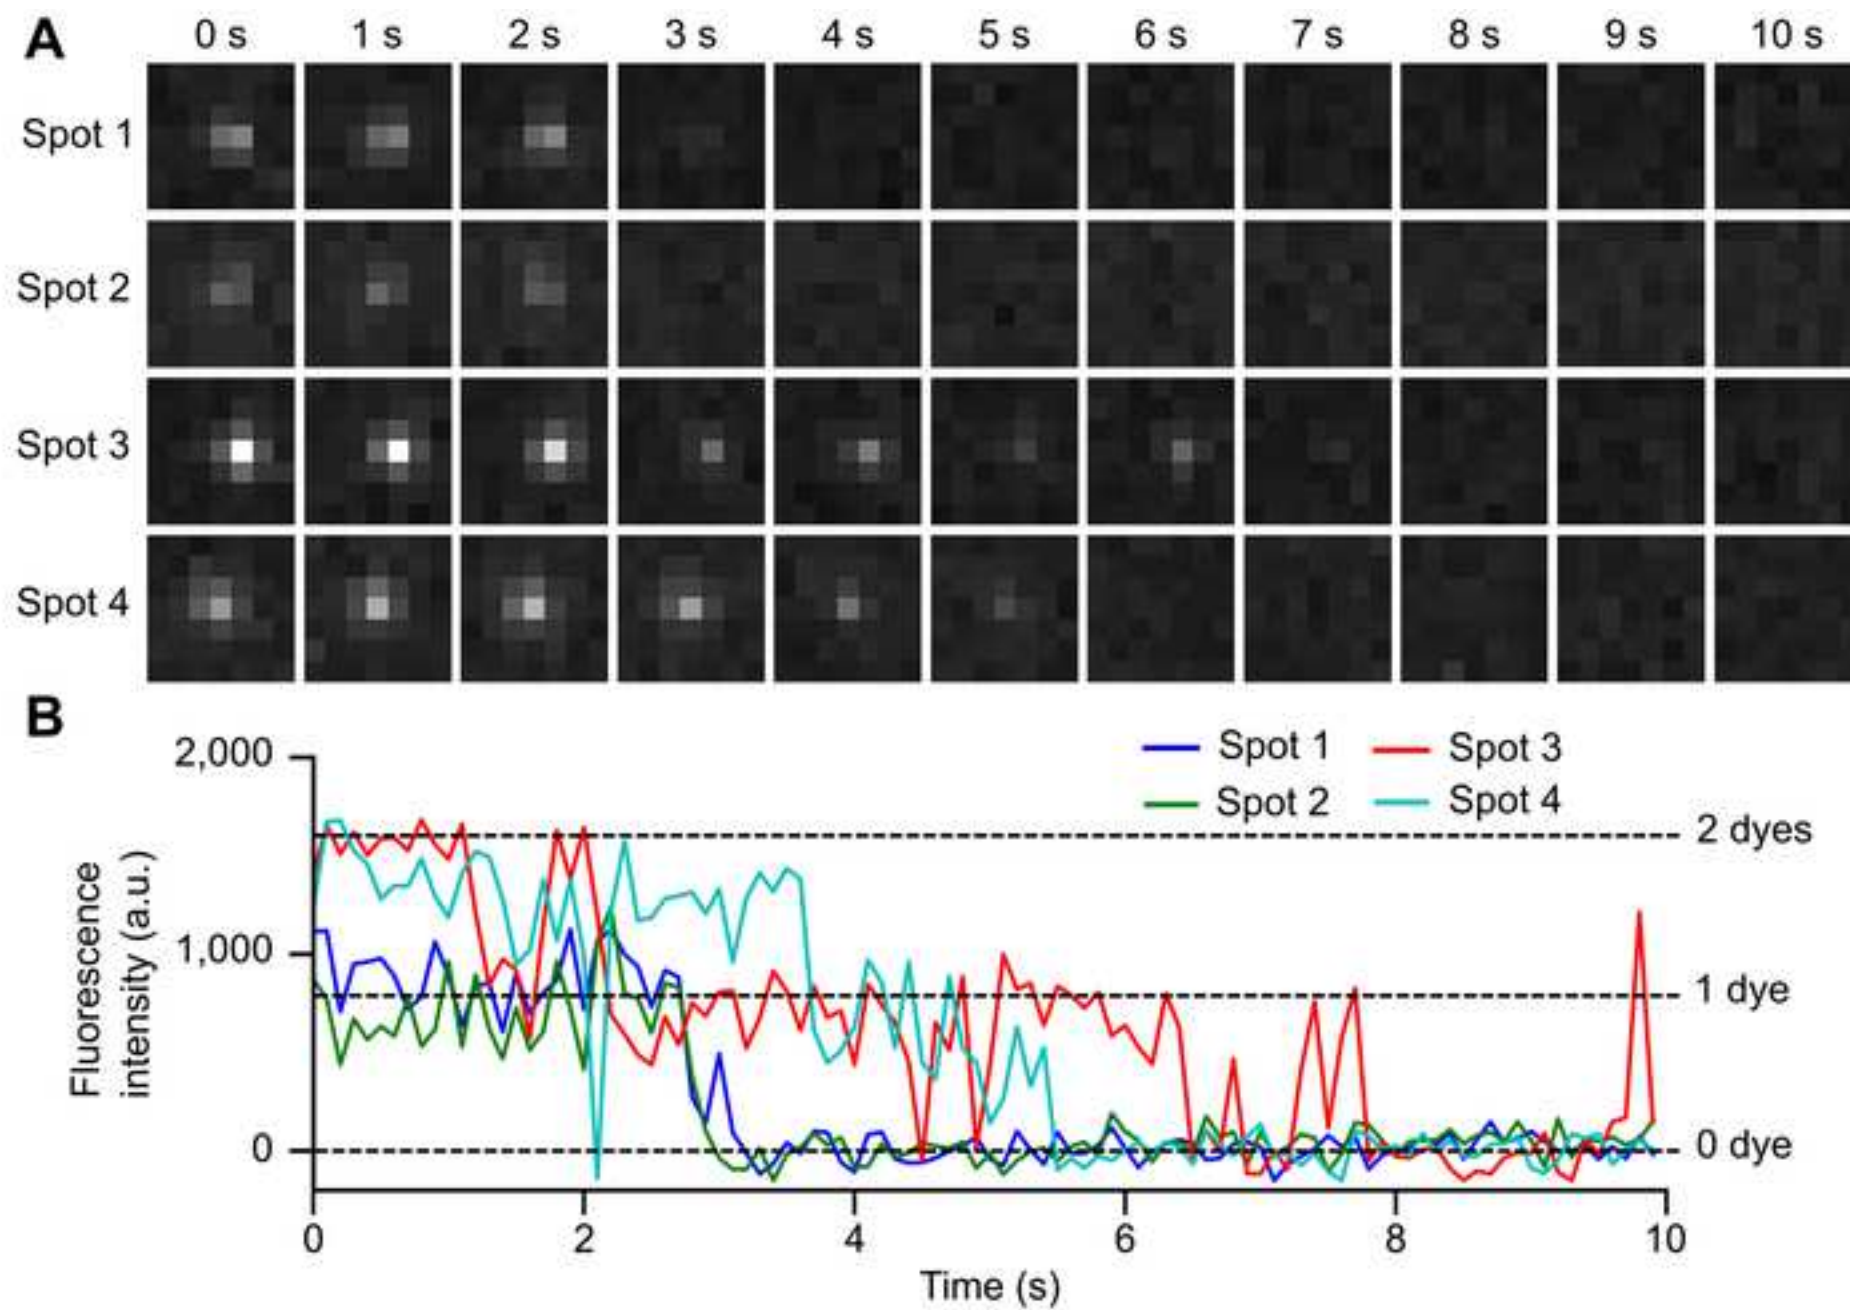 A
0 s 1 s 2 s 3 s 4 s 5 s 6 s 7 s 8 s 9 s 10 s
Spot 1
Spot 2
Spot 3
Spot 4
B
Spot 1 Spot 3
Spot 2 Spot 4
Fluorescence
intensity (a.u.)
2,000
1,000
0
2 dyes
1 dye
0 dye
0 2 4 6 8 10
Time (s)